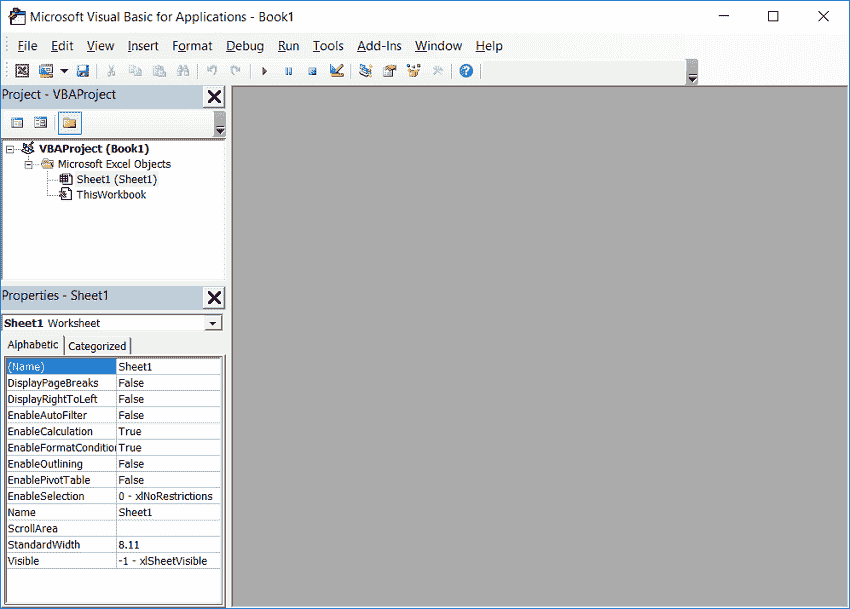 Microsoft Visual Basic for Applications - Book1
File Edit View Insert Format Debug Run Tools Add-Ins Window Help
Project - VBAProject
VBAProject (Book1)
Microsoft Excel Objects
Sheet1 (Sheet1)
ThisWorkbook
Properties - Sheet1
Sheet1 Worksheet
Alphabetic Categorized
(Name) Sheet1
DisplayPageBreaks False
DisplayRightToLeft False
EnableAutoFilter False
EnableCalculation True
EnableFormatConditio True
EnableOutlining False
EnablePivotTable False
EnableSelection 0 - xlNoRestrictions
Name Sheet1
ScrollArea
StandardWidth 8.11
Visible -1 - xlSheetVisible